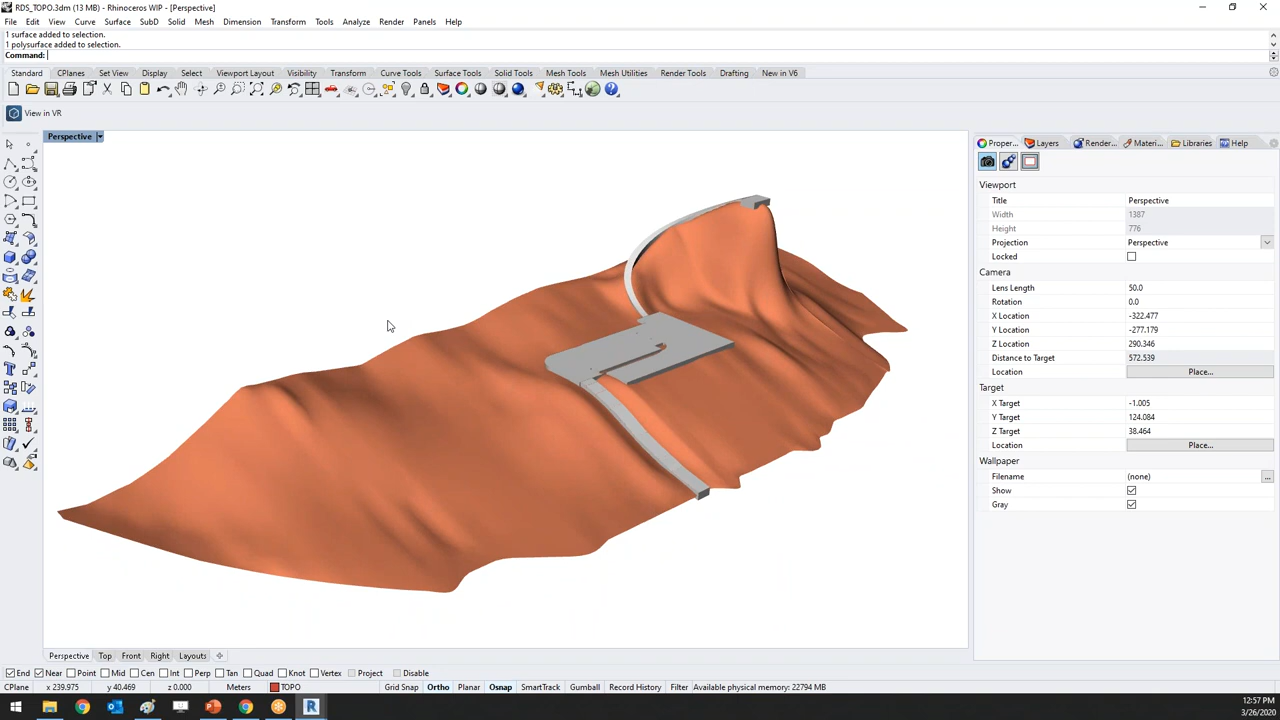 RDS_TOPO.3dm (13 MB) - Rhinoceros WIP - [Perspective]
File Edit View Curve Surface SubD Solid Mesh Dimension Transform Tools Analyze Render Panels Help
1 surface added to selection.
1 polysurface added to selection.
Command:
Standard CPlanes Set View Display Select Viewport Layout Visibility Transform Curve Tools Surface Tools Solid Tools Mesh Tools Mesh Utilities Render Tools Drafting New in V6
View in VR
Perspective
Proper... Layers Render... Materi... Libraries Help
Viewport
Title Perspective
Width 1387
Height 776
Projection Perspective
Locked
Camera
Lens Length 50.0
Rotation 0.0
X Location -322.477
Y Location -277.179
Z Location 290.346
Distance to Target 572.539
Location Place...
Target
X Target -1.005
Y Target 124.084
Z Target 38.464
Location Place...
Wallpaper
Filename (none) ...
Show
Gray
Perspective Top Front Right Layouts
End Near Point Mid Cen Int Perp Tan Quad Knot Vertex Project Disable
CPlane x 239.975 y 40.469 z 0.000 Meters TOPO Grid Snap Ortho Planar Osnap SmartTrack Gumball Record History Filter Available physical memory: 22794 MB
12:57 PM
3/26/2020